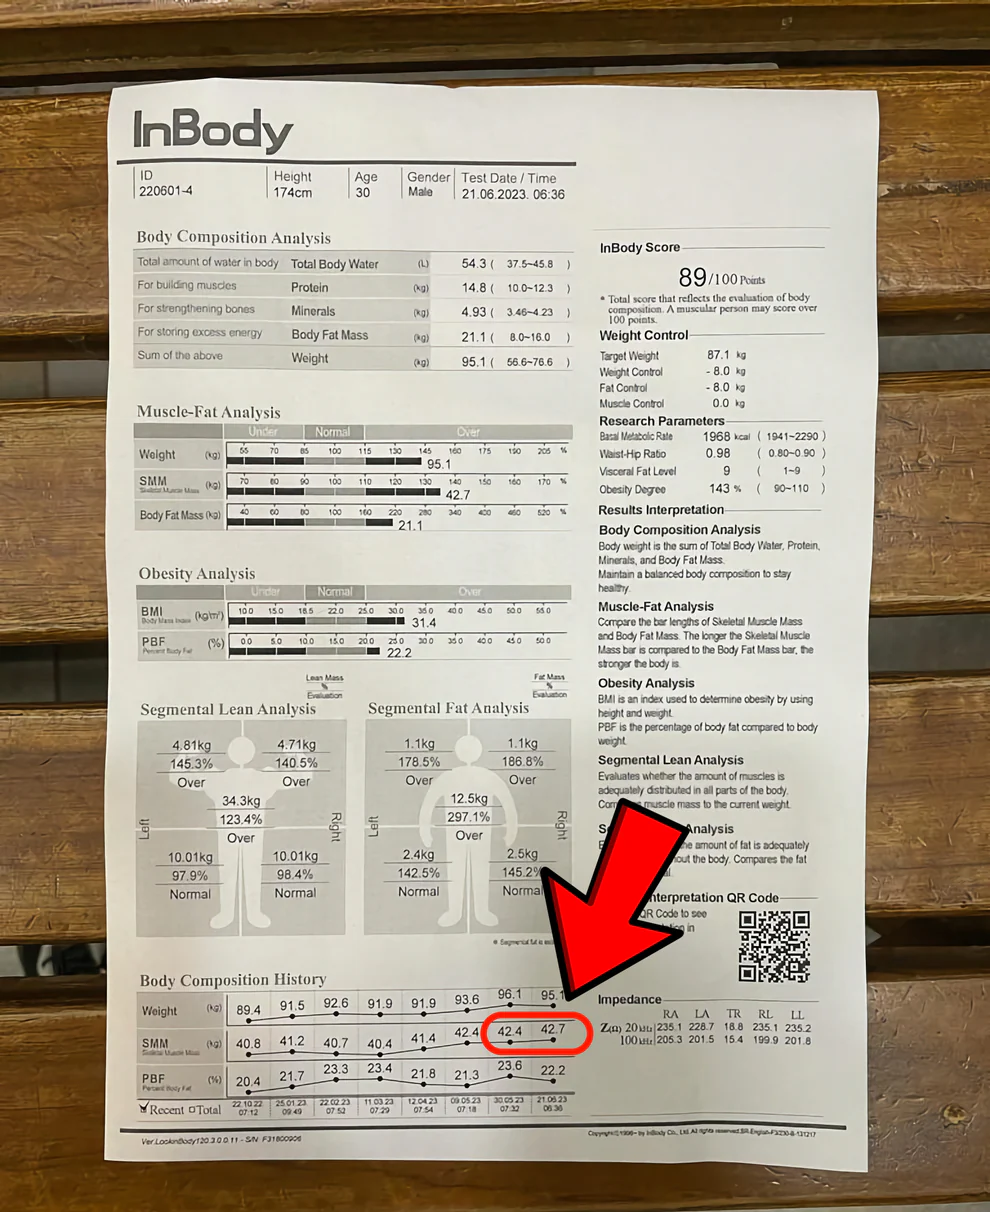 InBody
ID Height Age Gender Test Date / Time
220601-4 174cm 30 Male 21.06.2023. 06:36
Body Composition Analysis
Total amount of water in body Total Body Water (L) 54.3 ( 37.5~45.8 )
For building muscles Protein (kg) 14.8 ( 10.0~12.3 )
For strengthening bones Minerals (kg) 4.93 ( 3.46~4.23 )
For storing excess energy Body Fat Mass (kg) 21.1 ( 8.0~16.0 )
Sum of the above Weight (kg) 95.1 ( 56.6~76.6 )
Muscle-Fat Analysis
Under Normal Over
Weight (kg) 55 70 85 100 115 130 145 160 175 190 205 %
95.1
SMM (kg) 70 80 90 100 110 120 130 140 150 160 170 %
Skeletal Muscle Mass
42.7
Body Fat Mass (kg) 40 60 80 100 160 220 280 340 400 460 520 %
21.1
Obesity Analysis
Under Normal Over
BMI (kg/m²) 10.0 15.0 18.5 22.0 25.0 30.0 35.0 40.0 45.0 50.0 55.0
Body Mass Index
31.4
PBF (%) 0.0 5.0 10.0 15.0 20.0 25.0 30.0 35.0 40.0 45.0 50.0
Percent Body Fat
22.2
Lean Mass
%
Evaluation
Segmental Lean Analysis
4.81kg 4.71kg
145.3% 140.5%
Over Over
34.3kg
123.4%
Over
Left Right
10.01kg 10.01kg
97.9% 98.4%
Normal Normal
Fat Mass
%
Evaluation
Segmental Fat Analysis
1.1kg 1.1kg
178.5% 186.8%
Over Over
12.5kg
297.1%
Over
Left Right
2.4kg 2.5kg
142.5% 145.2%
Normal Normal
* Segmental fat is
Body Composition History
Weight (kg) 89.4 91.5 92.6 91.9 91.9 93.6 96.1 95.1
SMM (kg) 40.8 41.2 40.7 40.4 41.4 42.4 42.4 42.7
Skeletal Muscle Mass
PBF (%) 20.4 21.7 23.3 23.4 21.8 21.3 23.6 22.2
Percent Body Fat
Recent Total 22.10.22 25.01.23 22.02.23 11.03.23 12.04.23 09.05.23 30.05.23 21.06.23
07:12 09:49 07:52 07:29 07:54 07:18 07:32 06:36
InBody Score
89/100 Points
* Total score that reflects the evaluation of body
composition. A muscular person may score over
100 points.
Weight Control
Target Weight 87.1 kg
Weight Control - 8.0 kg
Fat Control - 8.0 kg
Muscle Control 0.0 kg
Research Parameters
Basal Metabolic Rate 1968 kcal ( 1941~2290 )
Waist-Hip Ratio 0.98 ( 0.80~0.90 )
Visceral Fat Level 9 ( 1~9 )
Obesity Degree 143 % ( 90~110 )
Results Interpretation
Body Composition Analysis
Body weight is the sum of Total Body Water, Protein,
Minerals, and Body Fat Mass.
Maintain a balanced body composition to stay
healthy.
Muscle-Fat Analysis
Compare the bar lengths of Skeletal Muscle Mass
and Body Fat Mass. The longer the Skeletal Muscle
Mass bar is compared to the Body Fat Mass bar, the
stronger the body is.
Obesity Analysis
BMI is an index used to determine obesity by using
height and weight.
PBF is the percentage of body fat compared to body
weight.
Segmental Lean Analysis
Evaluates whether the amount of muscles is
adequately distributed in all parts of the body.
muscle mass to the current weight.
Analysis
he amount of fat is adequately
out the body. Compares the fat
al.
nterpretation QR Code
QR Code to see
in
Impedance
RA LA TR RL LL
Z(Ω) 20 kHz 235.1 228.7 18.8 235.1 235.2
100 kHz 205.3 201.5 15.4 199.9 201.8
Ver.LookinBody120.3.0.0.11 - S/N: F31800906
Copyright©1996~ by InBody Co., Ltd. All rights reserved.BR-English-F3/230-B-131217